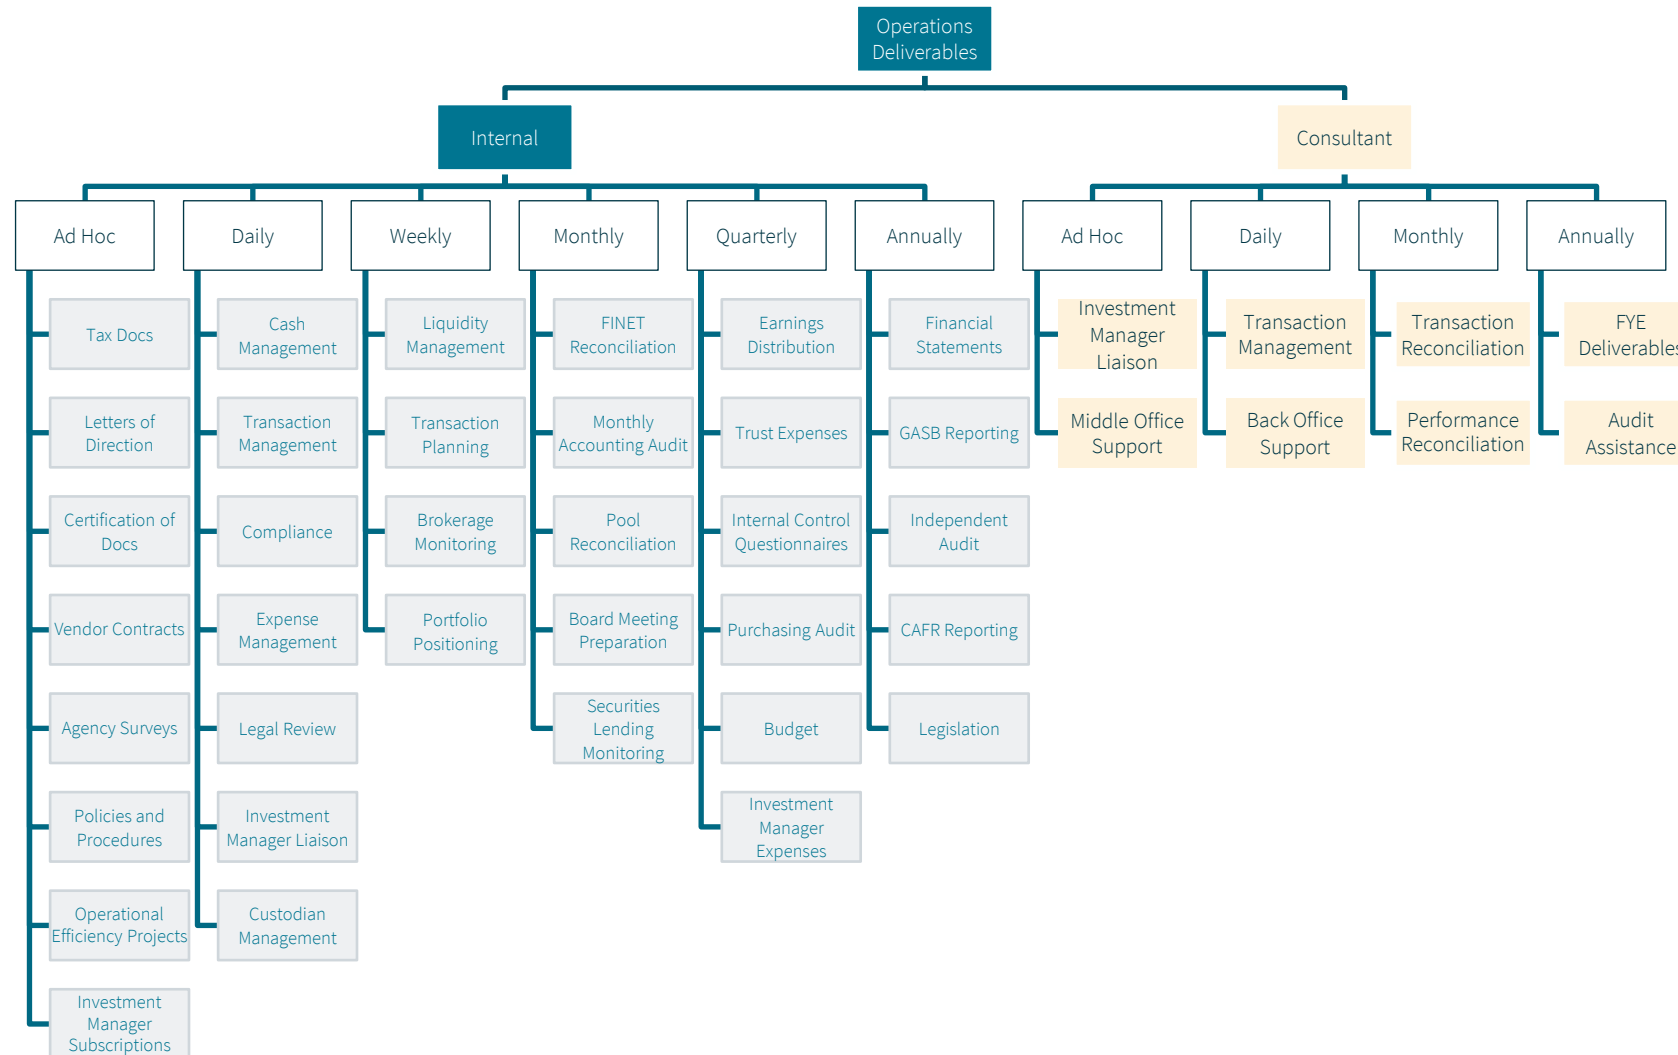 Operations
Deliverables
Internal
Consultant
Ad Hoc
Daily
Weekly
Monthly
Quarterly
Annually
Ad Hoc
Daily
Monthly
Annually
Tax Docs
Letters of
Direction
Certification of
Docs
Vendor Contracts
Agency Surveys
Policies and
Procedures
Operational
Efficiency Projects
Investment
Manager
Subscriptions
Cash
Management
Transaction
Management
Compliance
Expense
Management
Legal Review
Investment
Manager Liaison
Custodian
Management
Liquidity
Management
Transaction
Planning
Brokerage
Monitoring
Portfolio
Positioning
FINET
Reconciliation
Monthly
Accounting Audit
Pool
Reconciliation
Board Meeting
Preparation
Securities
Lending
Monitoring
Earnings
Distribution
Trust Expenses
Internal Control
Questionnaires
Purchasing Audit
Budget
Investment
Manager
Expenses
Financial
Statements
GASB Reporting
Independent
Audit
CAFR Reporting
Legislation
Investment
Manager
Liaison
Middle Office
Support
Transaction
Management
Back Office
Support
Transaction
Reconciliation
Performance
Reconciliation
FYE
Deliverables
Audit
Assistance